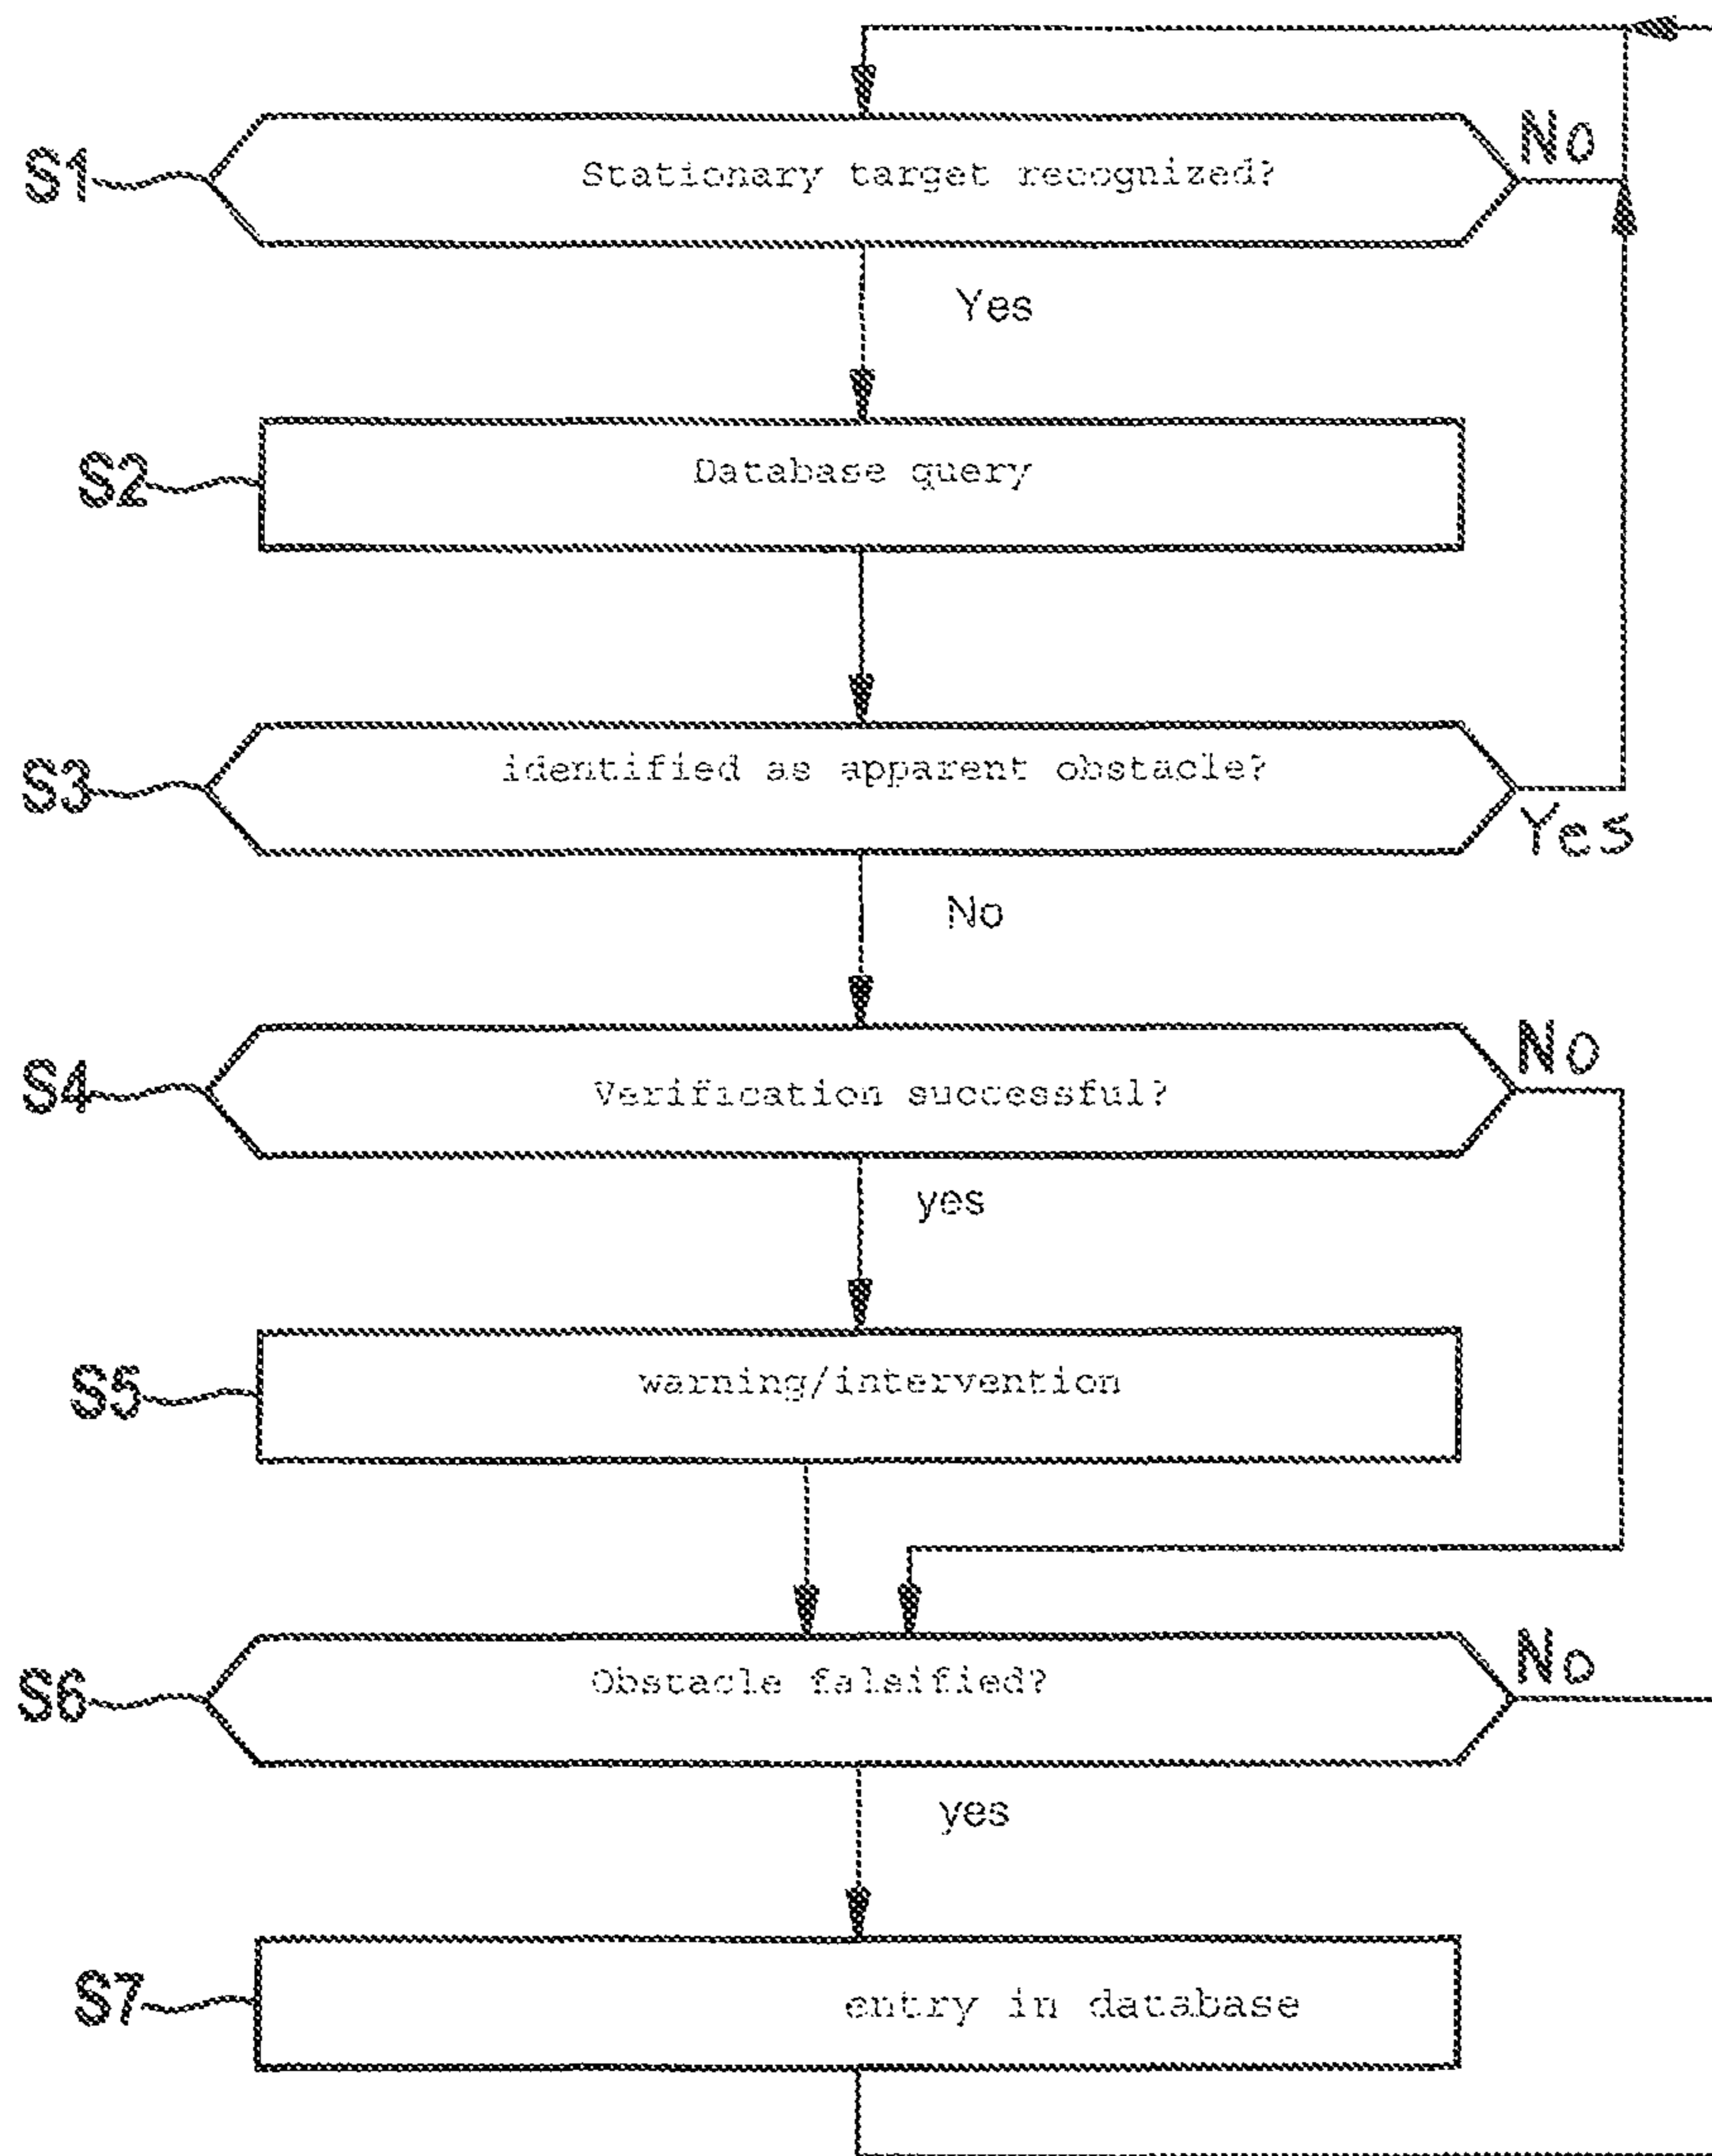 S1
Stationary target recognized?
No
Yes
S2
Database query
S3
identified as apparent obstacle?
Yes
No
S4
Verification successful?
No
yes
S5
warning/intervention
S6
Obstacle falsified?
No
yes
S7
entry in database